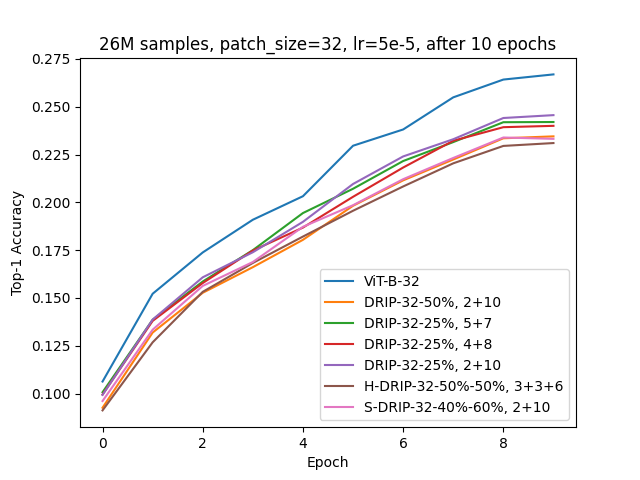 26M samples, patch_size=32, lr=5e-5, after 10 epochs
Top-1 Accuracy
0.275
0.250
0.225
0.200
0.175
0.150
0.125
0.100
ViT-B-32
DRIP-32-50%, 2+10
DRIP-32-25%, 5+7
DRIP-32-25%, 4+8
DRIP-32-25%, 2+10
H-DRIP-32-50%-50%, 3+3+6
S-DRIP-32-40%-60%, 2+10
0 2 4 6 8
Epoch